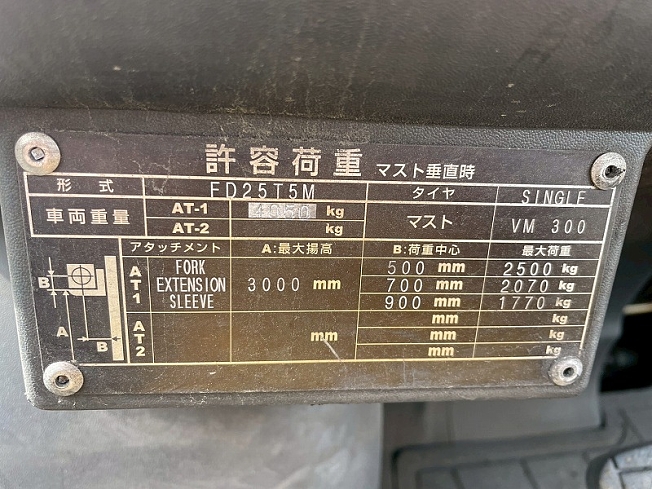 許容荷重 マスト垂直時
形式 FD25T5M タイヤ SINGLE
車両重量 AT-1 kg マスト VM 300
AT-2 kg
アタッチメント A:最大揚高 B:荷重中心 最大荷重
AT1 FORK EXTENSION SLEEVE 3000 mm 500 mm 2500 kg
700 mm 2070 kg
900 mm 1770 kg
AT2 mm mm kg
mm kg
mm kg
B
A
B